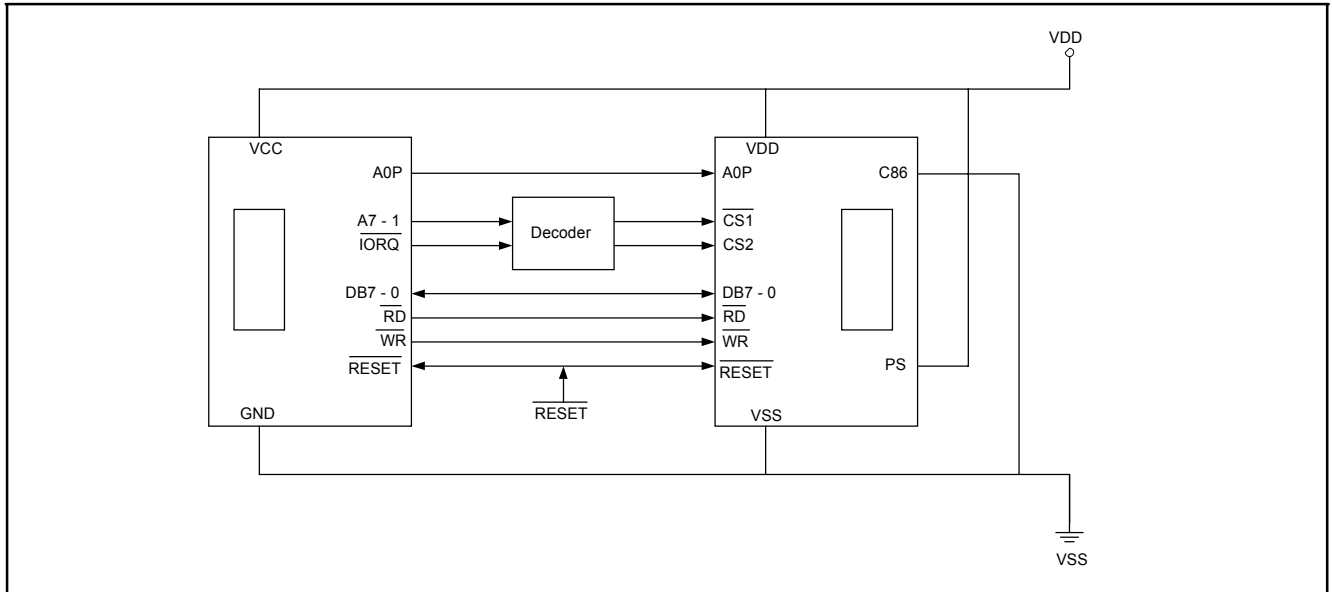 VDD
VCC
A0P
A7 - 1
IORQ
DB7 - 0
RD
WR
RESET
GND
Decoder
RESET
VDD
A0P
CS1
CS2
DB7 - 0
RD
WR
RESET
VSS
C86
PS
VSS